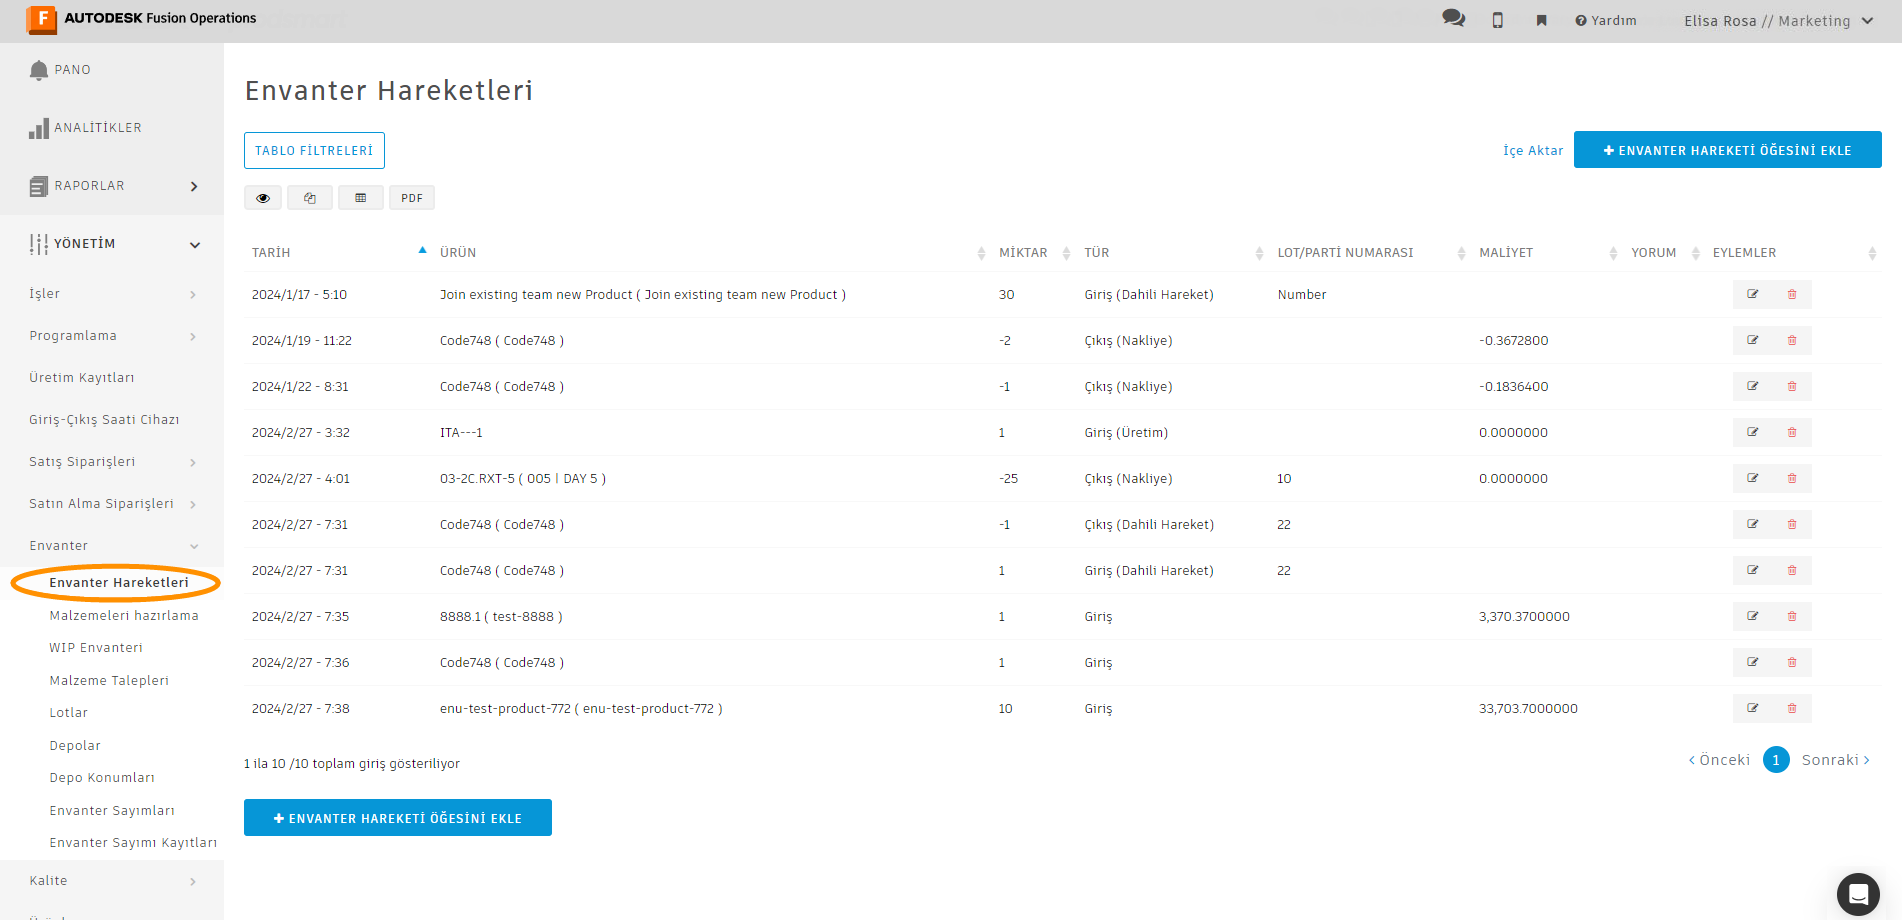 AUTODESK Fusion Operations
Yardım
Elisa Rosa // Marketing
PANO
ANALİTİKLER
RAPORLAR
YÖNETİM
İşler
Programlama
Üretim Kayıtları
Giriş-Çıkış Saati Cihazı
Satış Siparişleri
Satın Alma Siparişleri
Envanter
Envanter Hareketleri
Malzemeleri hazırlama
WIP Envanteri
Malzeme Talepleri
Lotlar
Depolar
Depo Konumları
Envanter Sayımları
Envanter Sayımı Kayıtları
Kalite
Envanter Hareketleri
TABLO FİLTRELERİ
İçe Aktar
ENVANTER HAREKETİ ÖĞESİNİ EKLE
PDF
TARİH ÜRÜN MİKTAR TÜR LOT/PARTİ NUMARASI MALİYET YORUM EYLEMLER
2024/1/17 - 5:10 Join existing team new Product ( Join existing team new Product ) 30 Giriş (Dahili Hareket) Number
2024/1/19 - 11:22 Code748 ( Code748 ) -2 Çıkış (Nakliye) -0.3672800
2024/1/22 - 8:31 Code748 ( Code748 ) -1 Çıkış (Nakliye) -0.1836400
2024/2/27 - 3:32 ITA---1 1 Giriş (Üretim) 0.0000000
2024/2/27 - 4:01 03-2C.RXT-5 ( 005 | DAY 5 ) -25 Çıkış (Nakliye) 10 0.0000000
2024/2/27 - 7:31 Code748 ( Code748 ) -1 Çıkış (Dahili Hareket) 22
2024/2/27 - 7:31 Code748 ( Code748 ) 1 Giriş (Dahili Hareket) 22
2024/2/27 - 7:35 8888.1 ( test-8888 ) 1 Giriş 3,370.3700000
2024/2/27 - 7:36 Code748 ( Code748 ) 1 Giriş
2024/2/27 - 7:38 enu-test-product-772 ( enu-test-product-772 ) 10 Giriş 33,703.7000000
1 ila 10 /10 toplam giriş gösteriliyor
Önceki 1 Sonraki
ENVANTER HAREKETİ ÖĞESİNİ EKLE